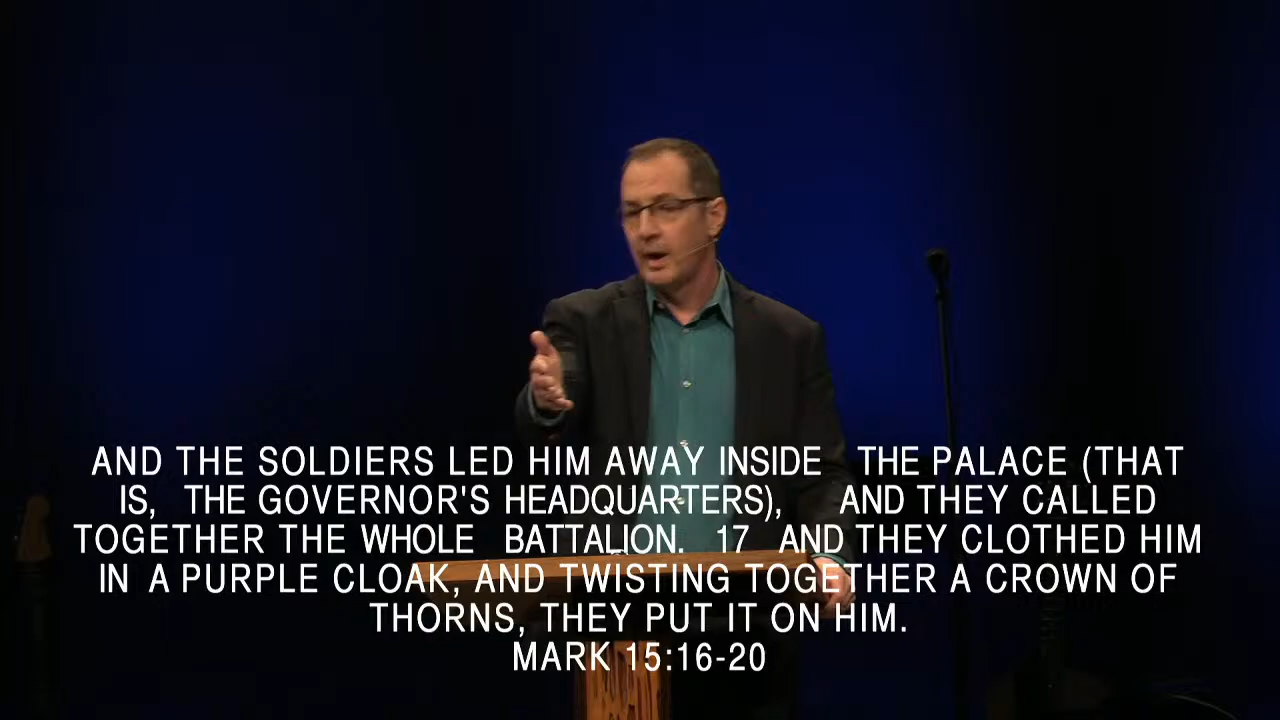 AND THE SOLDIERS LED HIM AWAY INSIDE THE PALACE (THAT
IS, THE GOVERNOR'S HEADQUARTERS), AND THEY CALLED
TOGETHER THE WHOLE BATTALION. 17 AND THEY CLOTHED HIM
IN A PURPLE CLOAK, AND TWISTING TOGETHER A CROWN OF
THORNS, THEY PUT IT ON HIM.
MARK 15:16-20